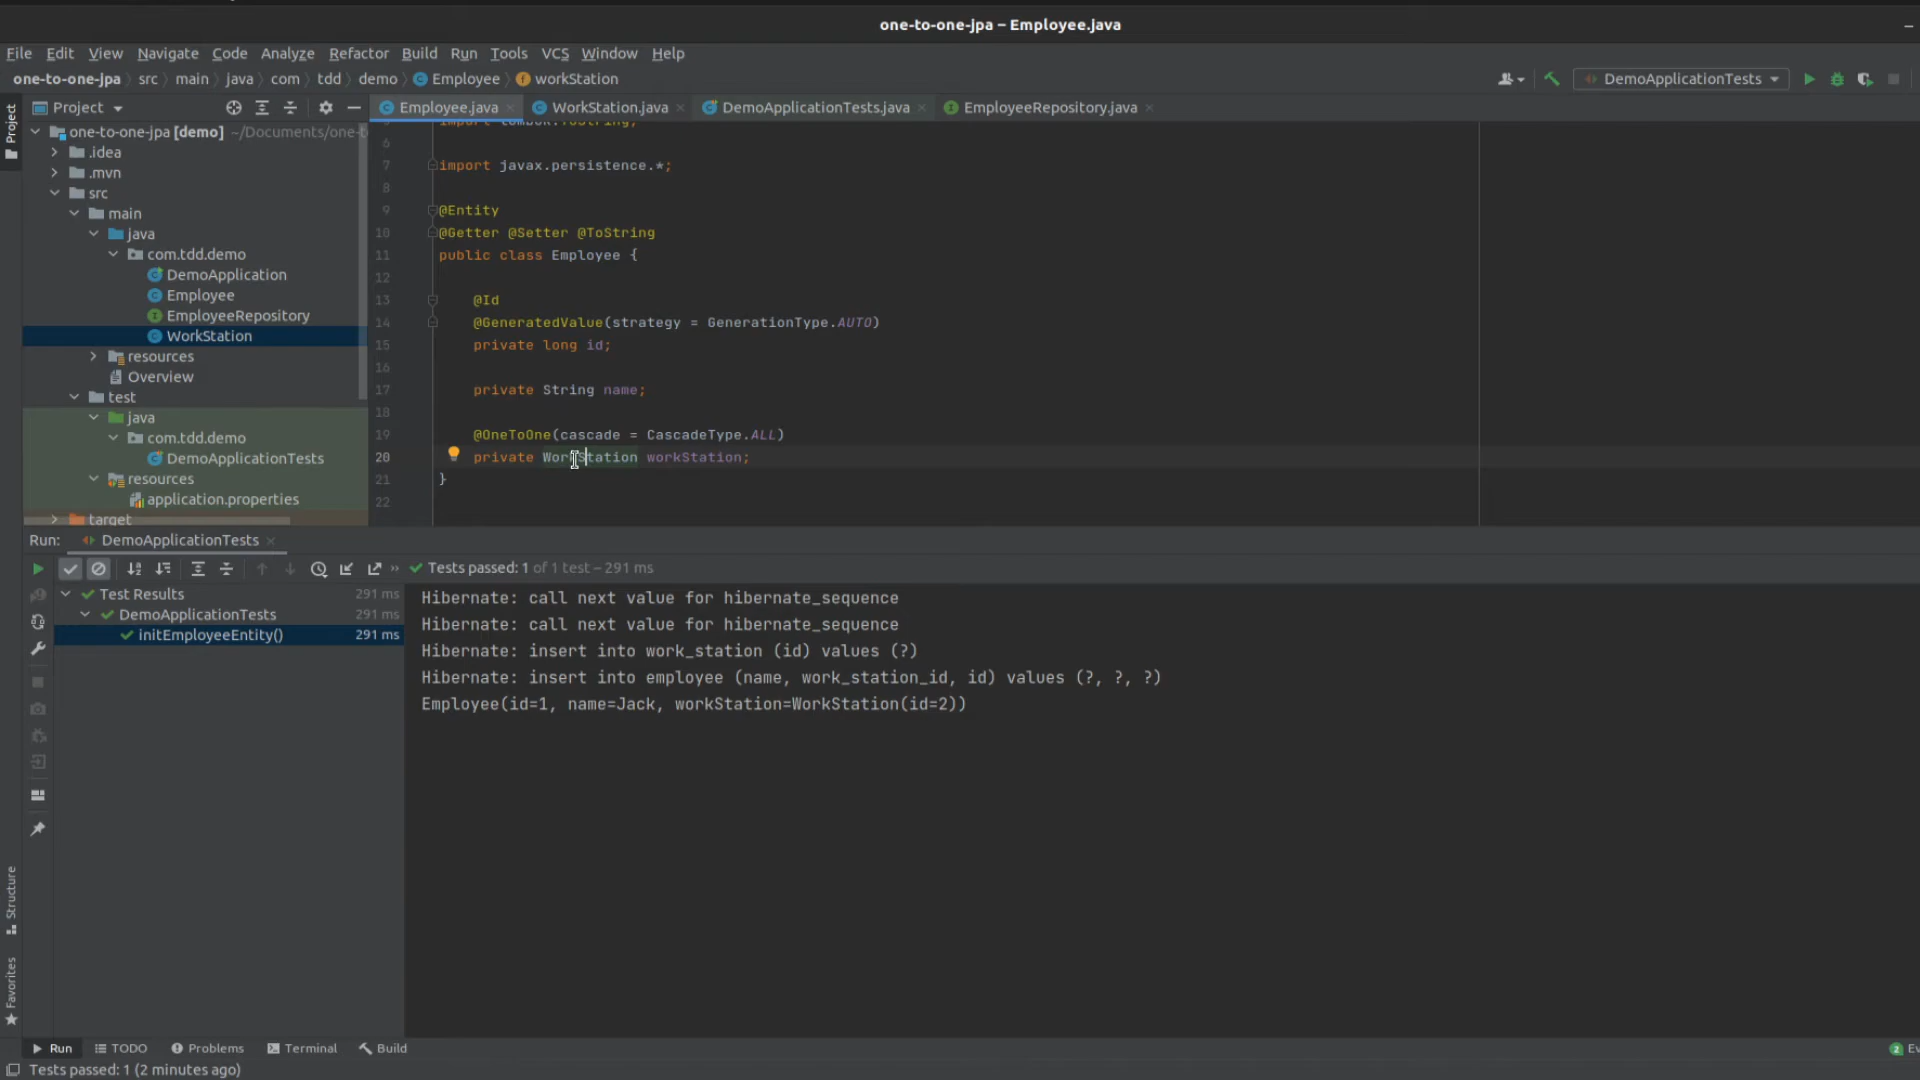 one-to-one-jpa – Employee.java
File Edit View Navigate Code Analyze Refactor Build Run Tools VCS Window Help
one-to-one-jpa src main java com tdd demo Employee workStation
DemoApplicationTests
Project
Employee.java WorkStation.java DemoApplicationTests.java EmployeeRepository.java
Project
one-to-one-jpa [demo] ~/Documents/one-t
.idea
.mvn
src
main
java
com.tdd.demo
DemoApplication
Employee
EmployeeRepository
WorkStation
resources
Overview
test
java
com.tdd.demo
DemoApplicationTests
resources
application.properties
target
import lombok.ToString;
6
7 import javax.persistence.*;
8
9 @Entity
10 @Getter @Setter @ToString
11 public class Employee {
12
13 @Id
14 @GeneratedValue(strategy = GenerationType.AUTO)
15 private long id;
16
17 private String name;
18
19 @OneToOne(cascade = CascadeType.ALL)
20 private WorkStation workStation;
21 }
22
Run: DemoApplicationTests
Tests passed: 1 of 1 test – 291 ms
Test Results 291 ms
DemoApplicationTests 291 ms
initEmployeeEntity() 291 ms
Hibernate: call next value for hibernate_sequence
Hibernate: call next value for hibernate_sequence
Hibernate: insert into work_station (id) values (?)
Hibernate: insert into employee (name, work_station_id, id) values (?, ?, ?)
Employee(id=1, name=Jack, workStation=WorkStation(id=2))
Structure
Favorites
Run TODO Problems Terminal Build
2 Ev
Tests passed: 1 (2 minutes ago)